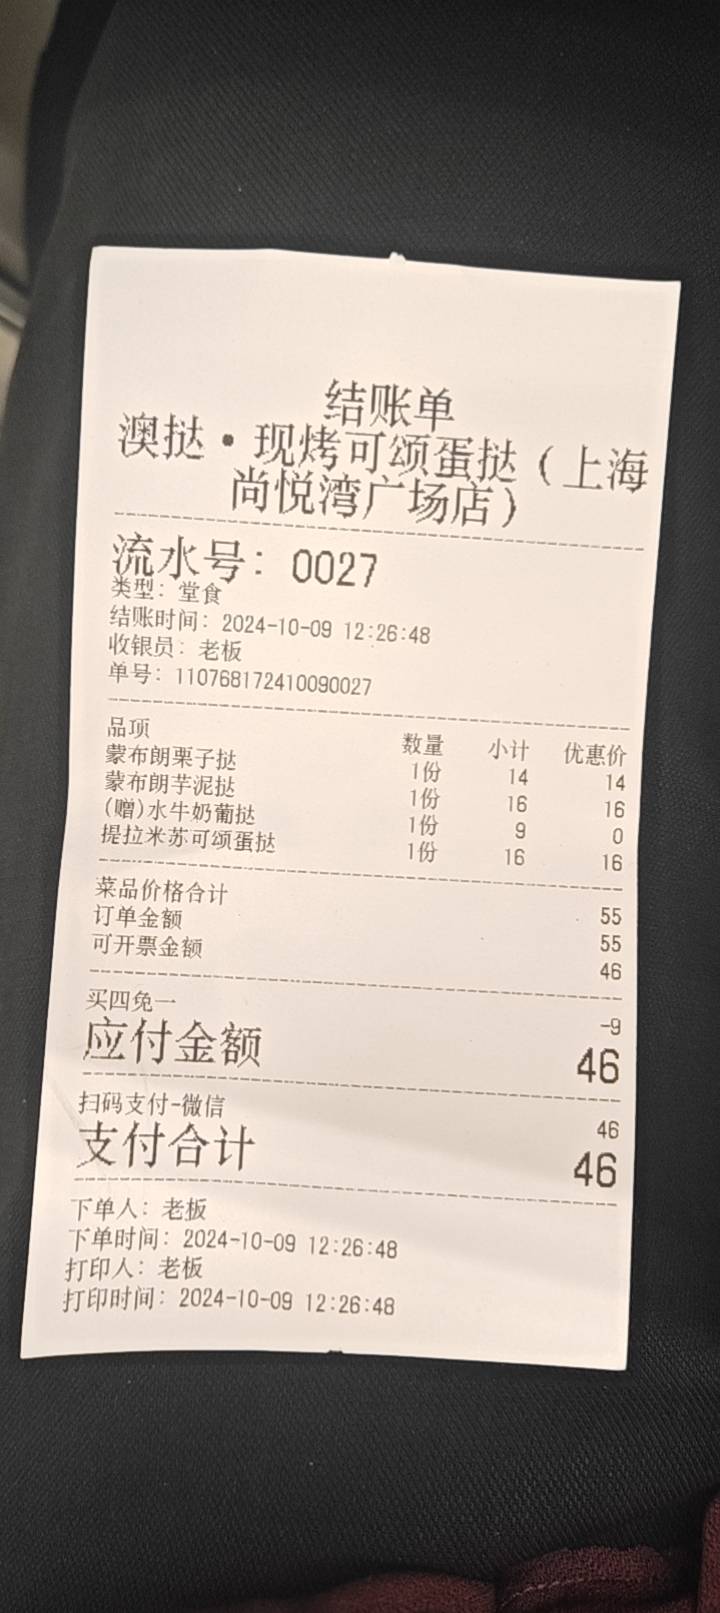 结账单
澳挞·现烤可颂蛋挞（上海
尚悦湾广场店）
流水号：0027
类型：堂食
结账时间：2024-10-09 12:26:48
收银员：老板
单号：110768172410090027
品项 数量 小计 优惠价
蒙布朗栗子挞 1份 14 14
蒙布朗芋泥挞 1份 16 16
(赠)水牛奶葡挞 1份 9 0
提拉米苏可颂蛋挞 1份 16 16
菜品价格合计 55
订单金额 55
可开票金额 46
买四免一 -9
应付金额 46
扫码支付-微信 46
支付合计 46
下单人：老板
下单时间：2024-10-09 12:26:48
打印人：老板
打印时间：2024-10-09 12:26:48